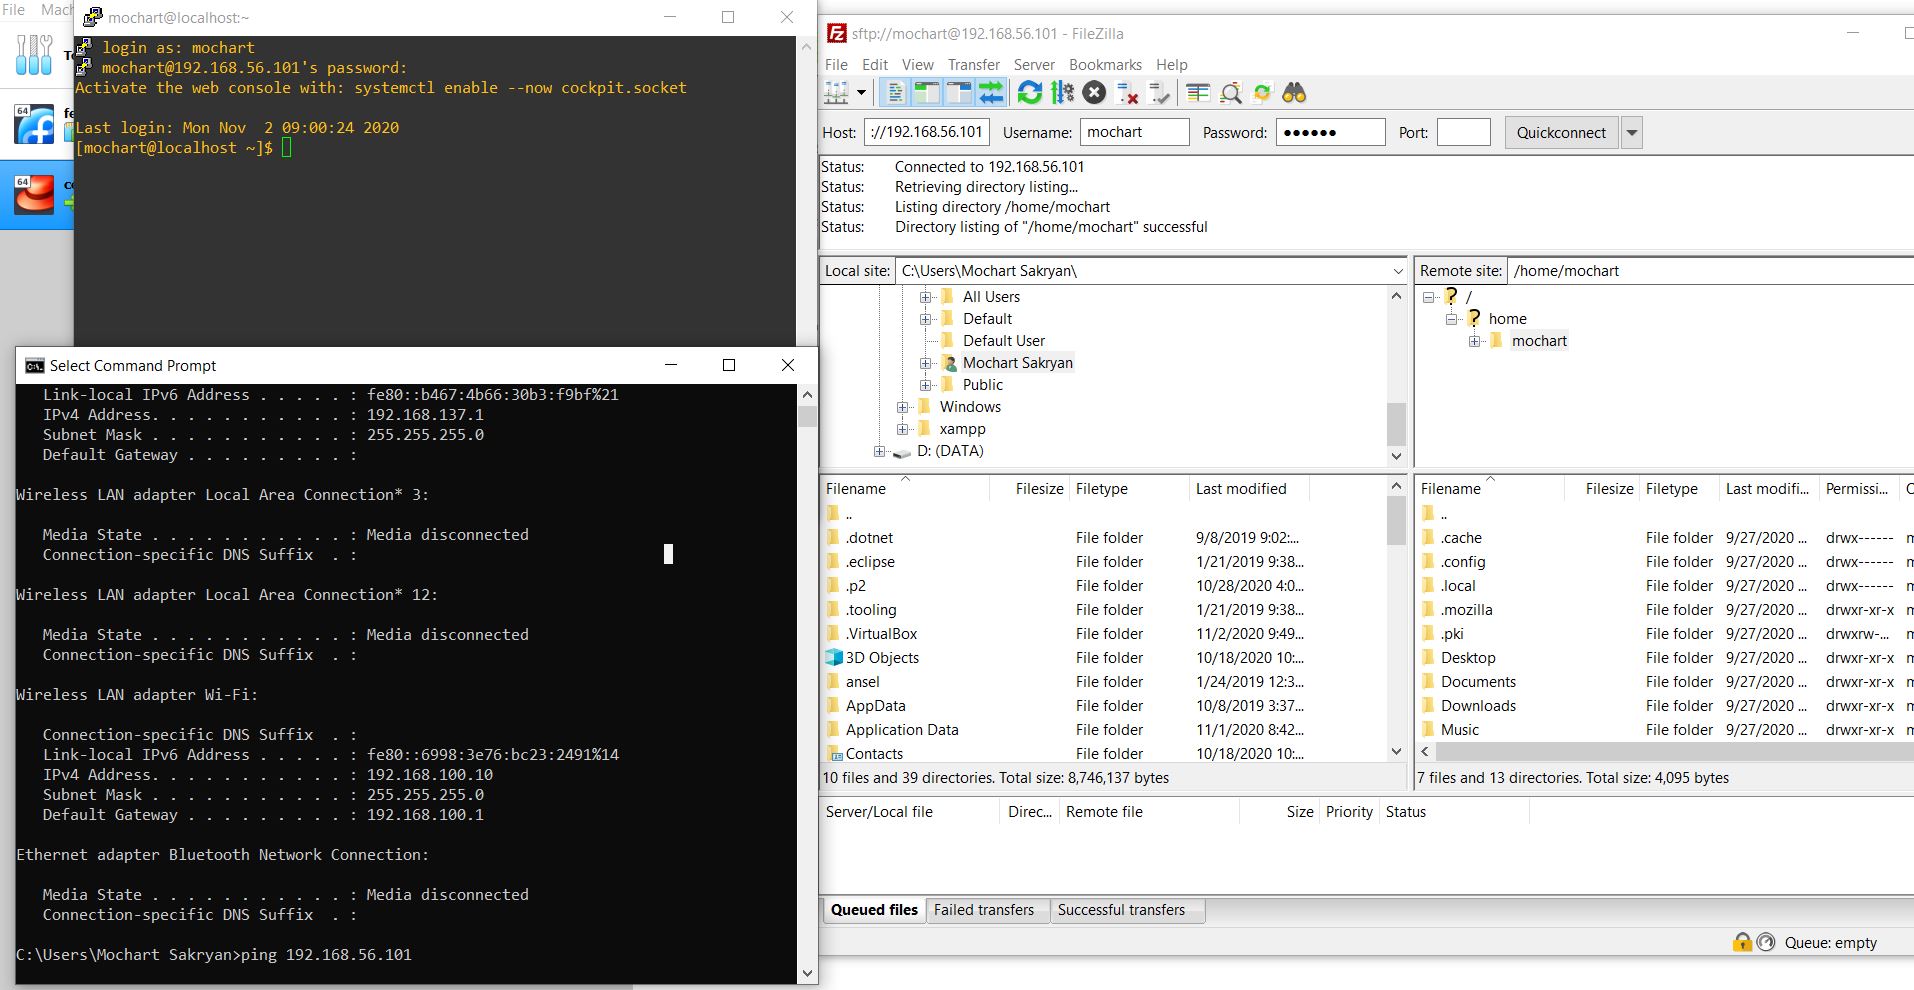 File Mach
To
64
fe
64
mochart@localhost:~
login as: mochart
mochart@192.168.56.101's password:
Activate the web console with: systemctl enable --now cockpit.socket
Last login: Mon Nov  2 09:00:24 2020
[mochart@localhost ~]$
Select Command Prompt
Link-local IPv6 Address . . . . . : fe80::b467:4b66:30b3:f9bf%21
IPv4 Address. . . . . . . . . . . : 192.168.137.1
Subnet Mask . . . . . . . . . . . : 255.255.255.0
Default Gateway . . . . . . . . . :
Wireless LAN adapter Local Area Connection* 3:
Media State . . . . . . . . . . . : Media disconnected
Connection-specific DNS Suffix  . :
Wireless LAN adapter Local Area Connection* 12:
Media State . . . . . . . . . . . : Media disconnected
Connection-specific DNS Suffix  . :
Wireless LAN adapter Wi-Fi:
Connection-specific DNS Suffix  . :
Link-local IPv6 Address . . . . . : fe80::6998:3e76:bc23:2491%14
IPv4 Address. . . . . . . . . . . : 192.168.100.10
Subnet Mask . . . . . . . . . . . : 255.255.255.0
Default Gateway . . . . . . . . . : 192.168.100.1
Ethernet adapter Bluetooth Network Connection:
Media State . . . . . . . . . . . : Media disconnected
Connection-specific DNS Suffix  . :
C:\Users\Mochart Sakryan>ping 192.168.56.101
sftp://mochart@192.168.56.101 - FileZilla
File Edit View Transfer Server Bookmarks Help
Host: ://192.168.56.101 Username: mochart Password: ●●●●●● Port: Quickconnect
Status: Connected to 192.168.56.101
Status: Retrieving directory listing...
Status: Listing directory /home/mochart
Status: Directory listing of "/home/mochart" successful
Local site: C:\Users\Mochart Sakryan\
All Users
Default
Default User
Mochart Sakryan
Public
Windows
xampp
D: (DATA)
Remote site: /home/mochart
/
home
mochart
Filename Filesize Filetype Last modified
..
.dotnet File folder 9/8/2019 9:02:...
.eclipse File folder 1/21/2019 9:38...
.p2 File folder 10/28/2020 4:0...
.tooling File folder 1/21/2019 9:38...
.VirtualBox File folder 11/2/2020 9:49...
3D Objects File folder 10/18/2020 10:...
ansel File folder 1/24/2019 12:3...
AppData File folder 10/8/2019 3:37...
Application Data File folder 11/1/2020 8:42...
Contacts File folder 10/18/2020 10:...
10 files and 39 directories. Total size: 8,746,137 bytes
Filename Filesize Filetype Last modifi... Permissi...
..
.cache File folder 9/27/2020 ... drwx------
.config File folder 9/27/2020 ... drwx------
.local File folder 9/27/2020 ... drwx------
.mozilla File folder 9/27/2020 ... drwxr-xr-x
.pki File folder 9/27/2020 ... drwxrw-...
Desktop File folder 9/27/2020 ... drwxr-xr-x
Documents File folder 9/27/2020 ... drwxr-xr-x
Downloads File folder 9/27/2020 ... drwxr-xr-x
Music File folder 9/27/2020 ... drwxr-xr-x
7 files and 13 directories. Total size: 4,095 bytes
Server/Local file Direc... Remote file Size Priority Status
Queued files Failed transfers Successful transfers
Queue: empty